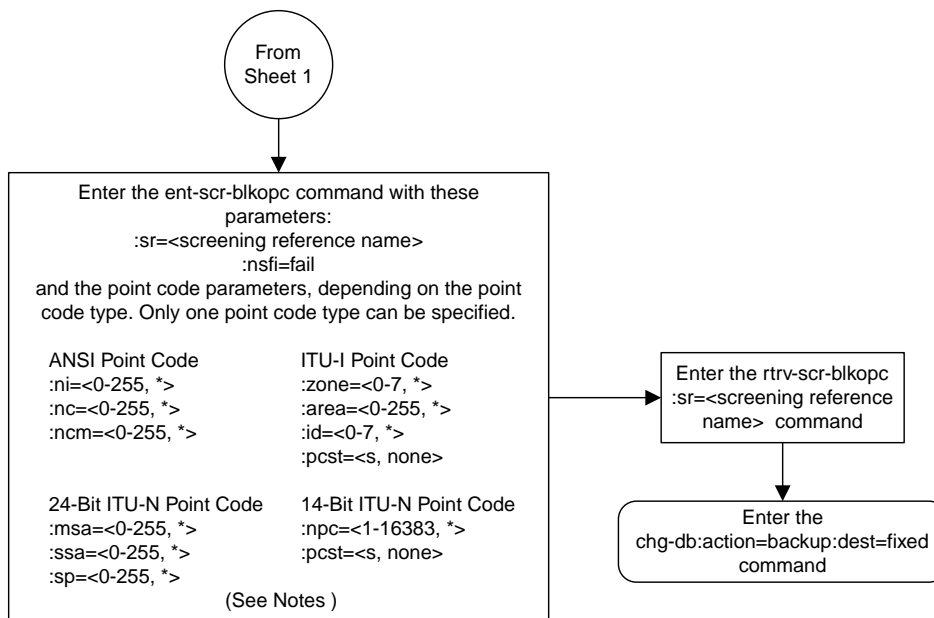 From
Sheet 1
Enter the ent-scr-blkopc command with these
parameters:
:sr=<screening reference name>
:nsfi=fail
and the point code parameters, depending on the point
code type. Only one point code type can be specified.
ANSI Point Code
:ni=<0-255, *>
:nc=<0-255, *>
:ncm=<0-255, *>
ITU-I Point Code
:zone=<0-7, *>
:area=<0-255, *>
:id=<0-7, *>
:pcst=<s, none>
24-Bit ITU-N Point Code
:msa=<0-255, *>
:ssa=<0-255, *>
:sp=<0-255, *>
14-Bit ITU-N Point Code
:npc=<1-16383, *>
:pcst=<s, none>
(See Notes )
Enter the rtrv-scr-blkopc
:sr=<screening reference
name> command
Enter the
chg-db:action=backup:dest=fixed
command